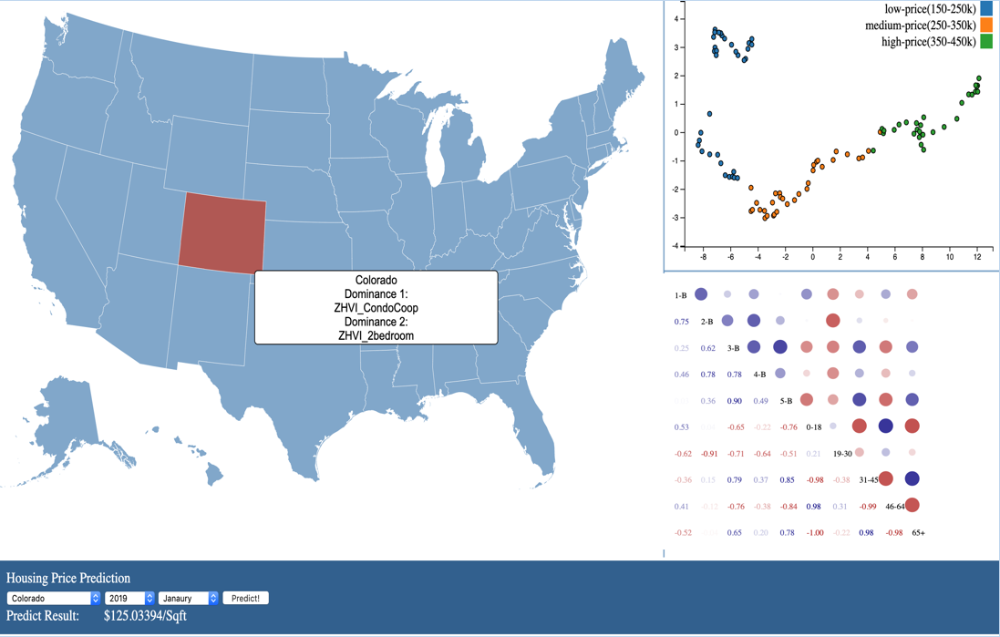 low-price(150-250k)
medium-price(250-350k)
high-price(350-450k)
4
3
2
1
0
-1
-2
-3
-4
-8 -6 -4 -2 0 2 4 6 8 10 12
Colorado
Dominance 1:
ZHVI_CondoCoop
Dominance 2:
ZHVI_2bedroom
1-B
0.75 2-B
0.25 0.62 3-B
0.46 0.78 0.78 4-B
0.36 0.90 0.49 5-B
0.53 -0.65 -0.22 -0.76 0-18
-0.62 -0.91 -0.71 -0.64 -0.51 0.21 19-30
-0.36 0.15 0.79 0.37 0.85 -0.98 -0.38 31-45
0.41 -0.12 -0.76 -0.38 -0.84 0.98 0.31 -0.99 46-64
-0.52 0.65 0.20 0.78 -1.00 -0.22 0.98 -0.98 65+
Housing Price Prediction
Colorado 2019 Janaury Predict!
Predict Result: $125.03394/Sqft